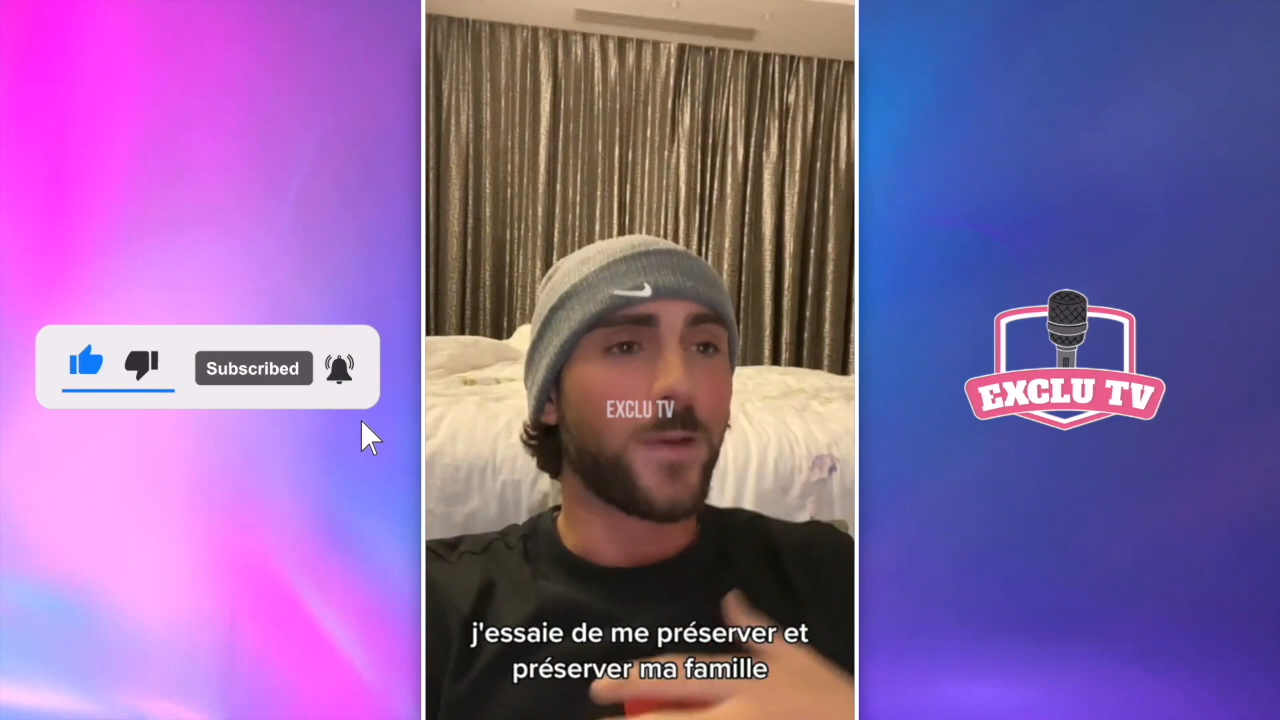 Subscribed
EXCLU TV
j'essaie de me préserver et
préserver ma famille
EXCLU TV